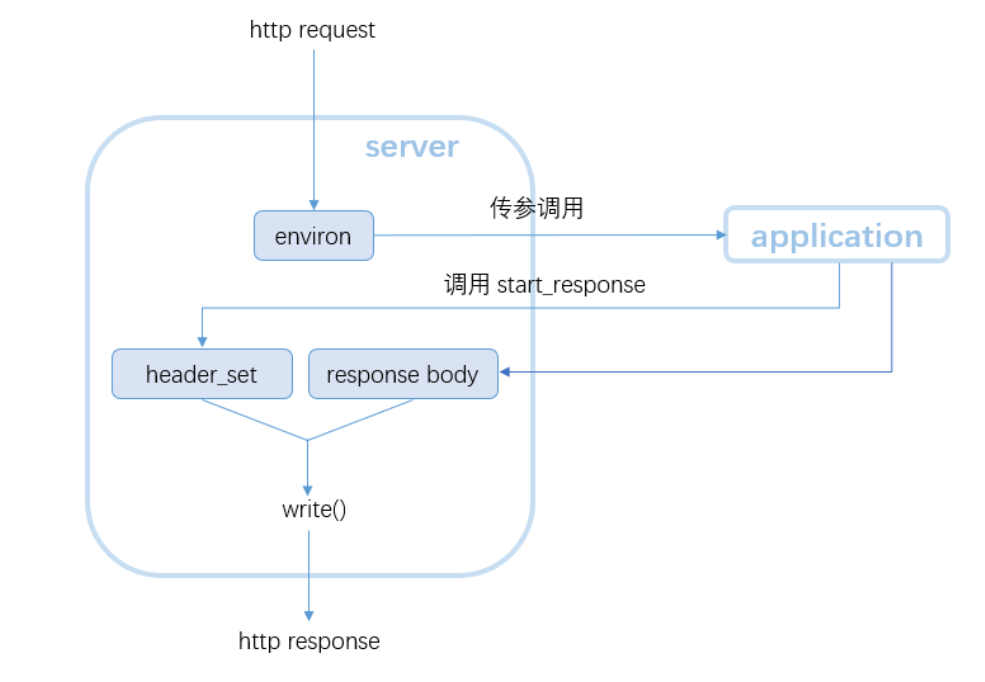 http request
server
传参调用
environ
application
调用 start_response
header_set
response body
write()
http response